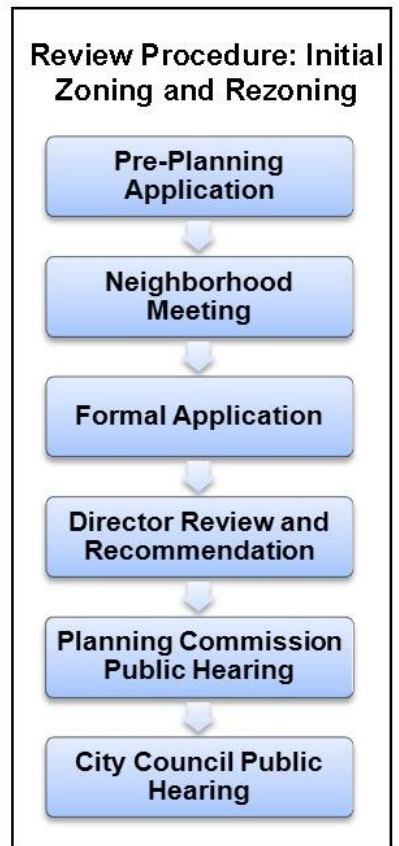 Review Procedure: Initial
Zoning and Rezoning
Pre-Planning
Application
Neighborhood
Meeting
Formal Application
Director Review and
Recommendation
Planning Commission
Public Hearing
City Council Public
Hearing